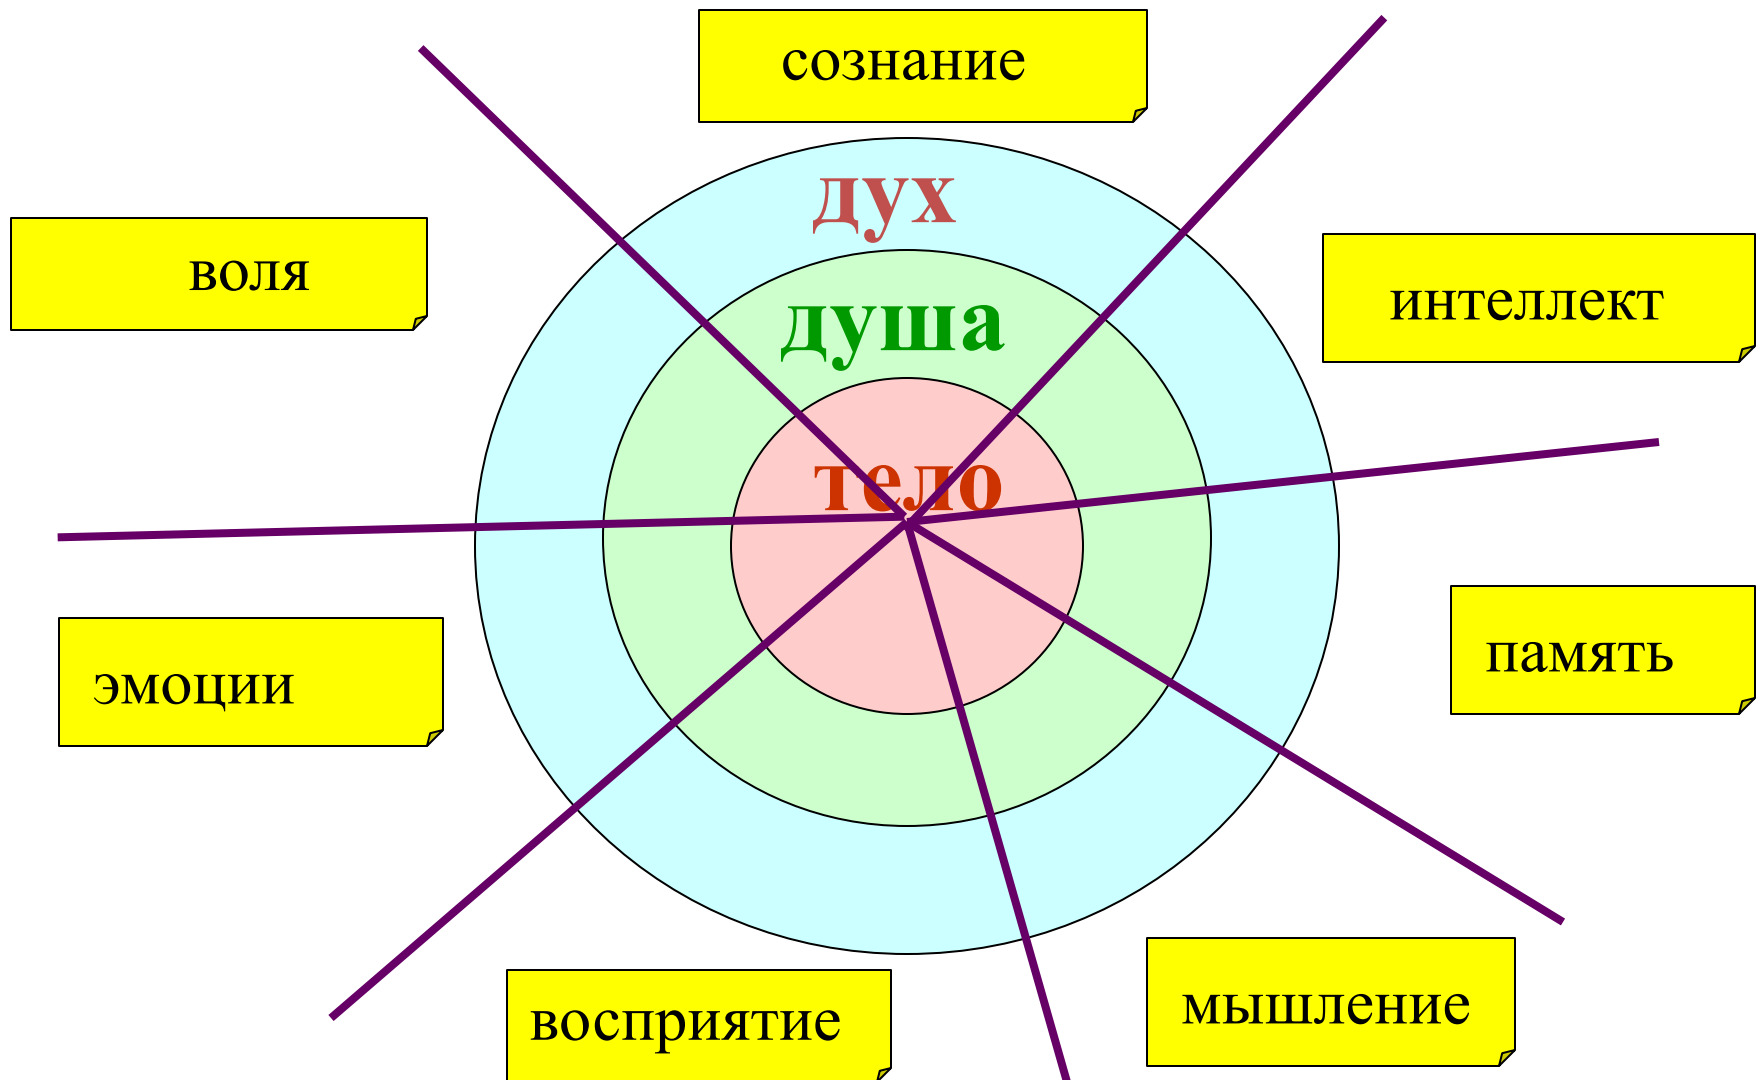 сознание
дух
воля
интеллект
душа
тело
память
эмоции
мышление
восприятие